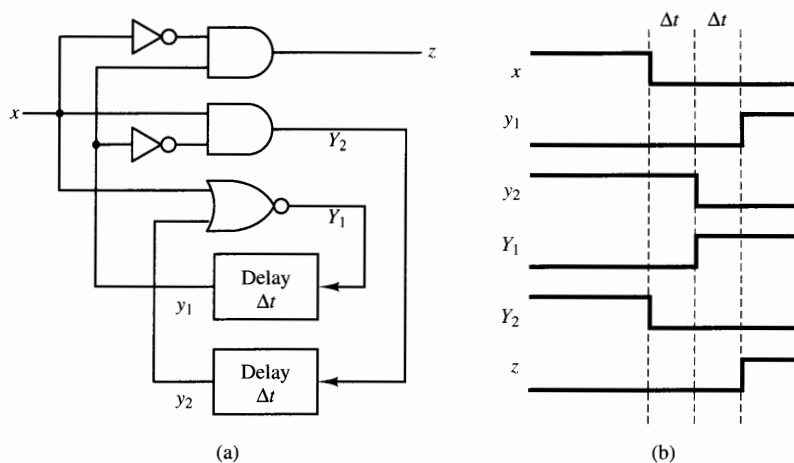 x
z
Y₂
Y₁
Delay
Δt
y₁
Delay
Δt
y₂
(a)
Δt Δt
x
y₁
y₂
Y₁
Y₂
z
(b)